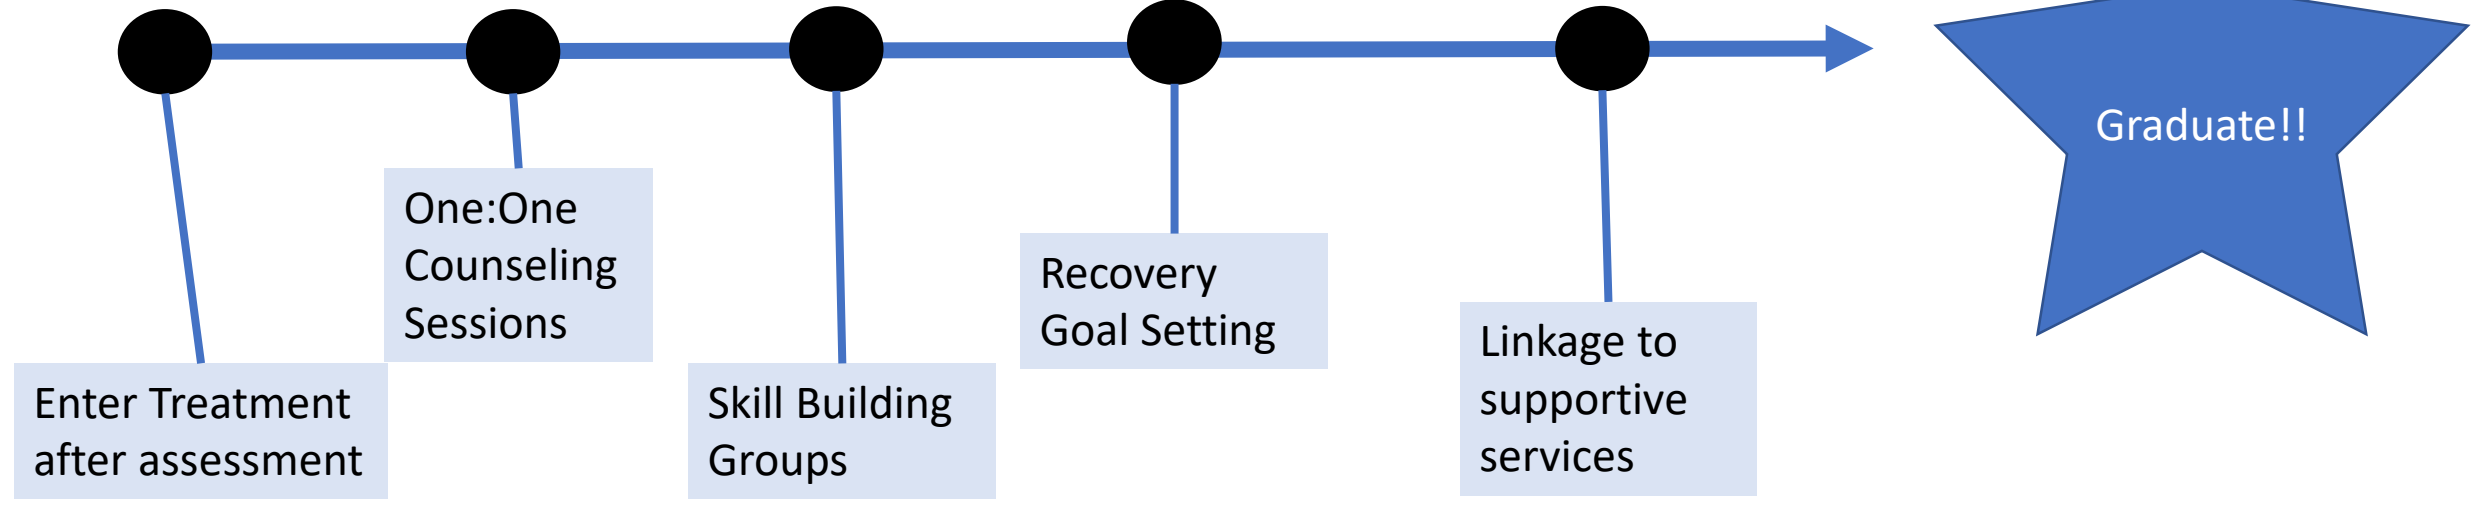 Enter Treatment
after assessment
One:One
Counseling
Sessions
Skill Building
Groups
Recovery
Goal Setting
Linkage to
supportive
services
Graduate!!